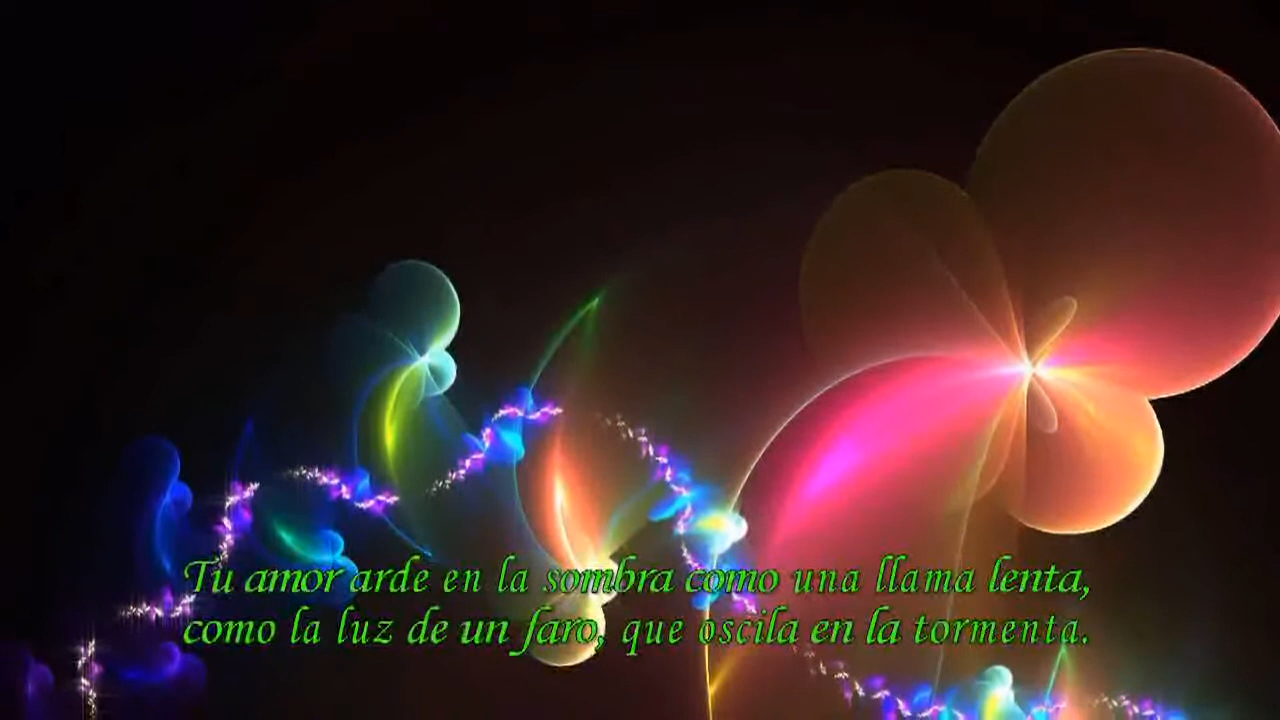 Tu amor arde en la sombra como una llama lenta,
como la luz de un faro, que oscila en la tormenta.